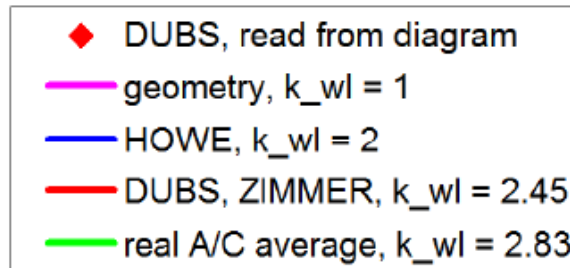 DUBS, read from diagram
geometry, k_wl = 1
HOWE, k_wl = 2
DUBS, ZIMMER, k_wl = 2.45
real A/C average, k_wl = 2.83